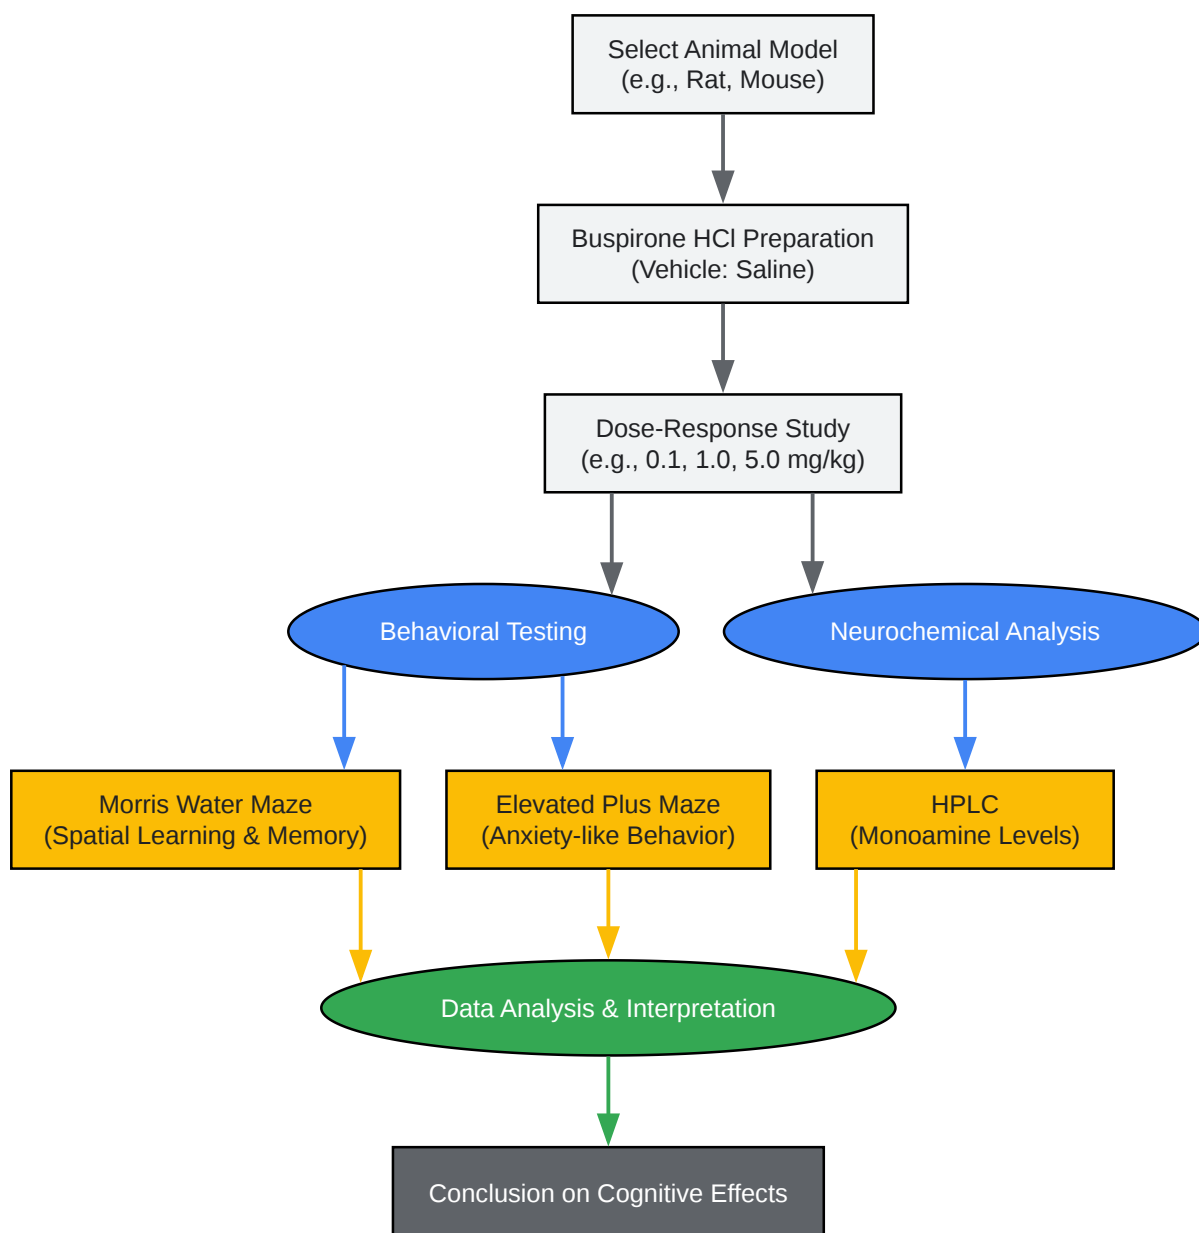 Select Animal Model
(e.g., Rat, Mouse)
Buspirone HCl Preparation
(Vehicle: Saline)
Dose-Response Study
(e.g., 0.1, 1.0, 5.0 mg/kg)
Behavioral Testing
Neurochemical Analysis
Morris Water Maze
(Spatial Learning & Memory)
Elevated Plus Maze
(Anxiety-like Behavior)
HPLC
(Monoamine Levels)
Data Analysis & Interpretation
Conclusion on Cognitive Effects